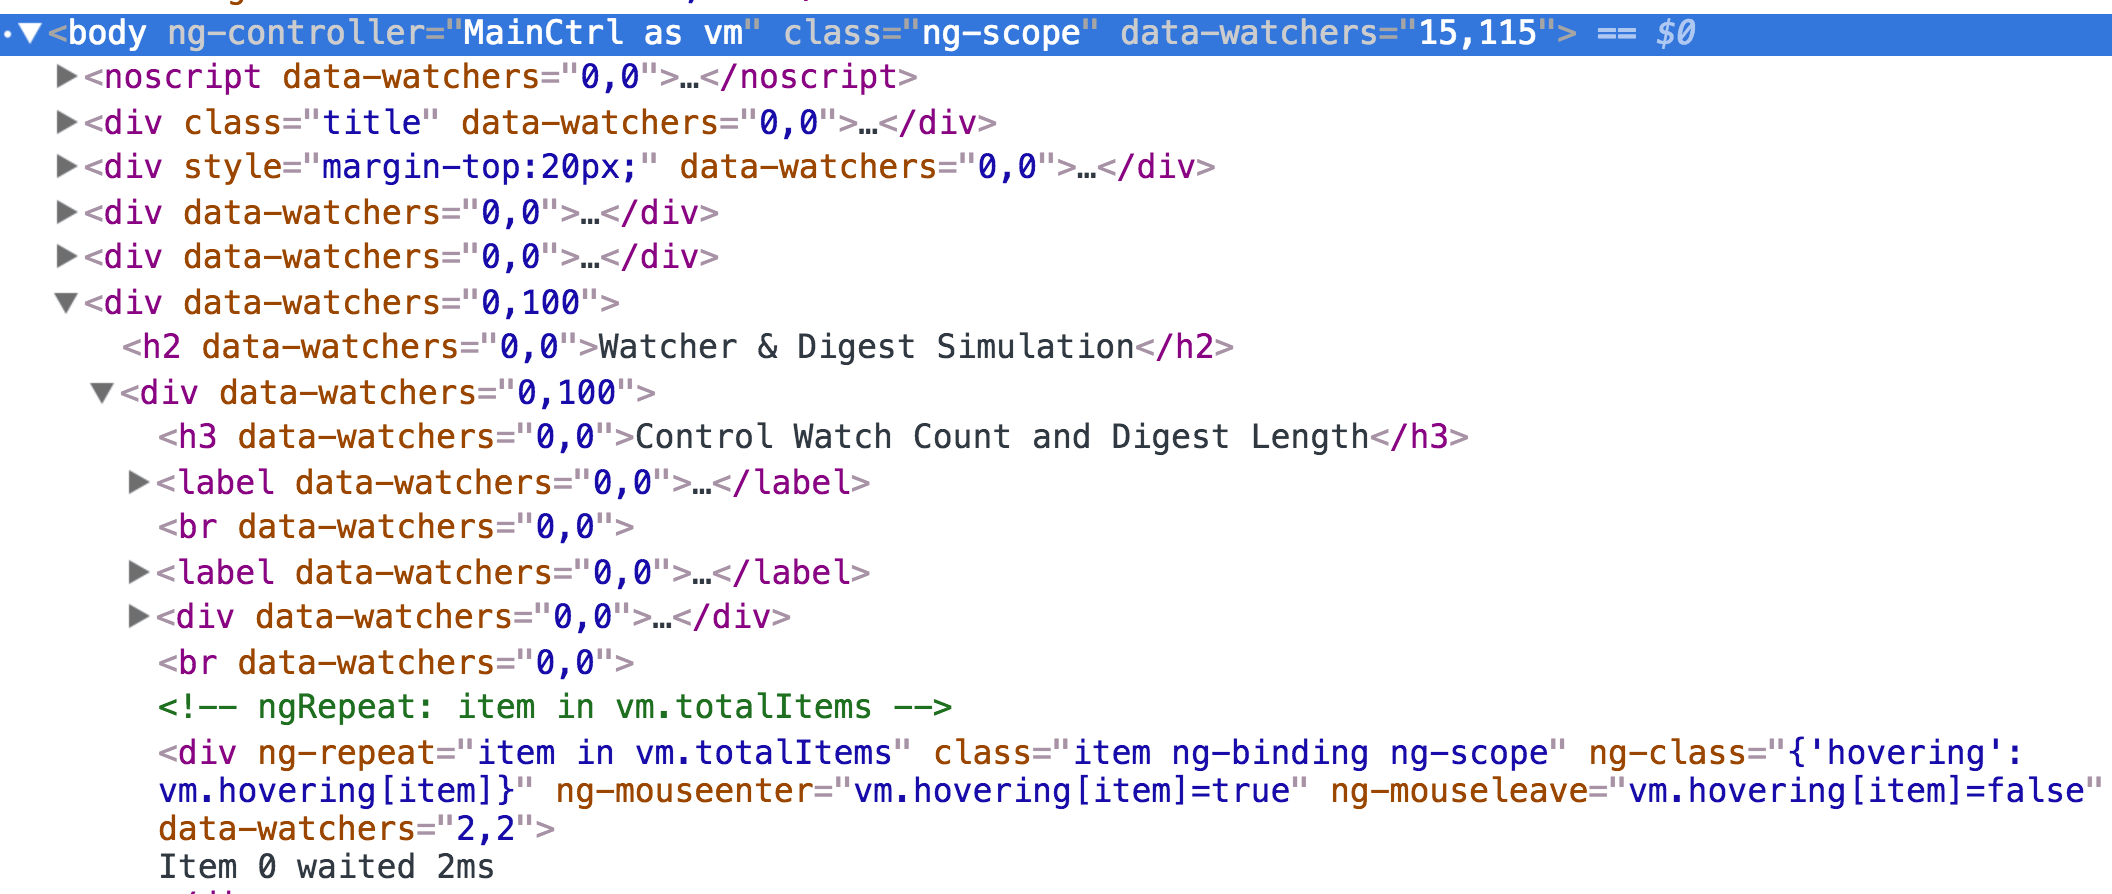 <body ng-controller="MainCtrl as vm" class="ng-scope" data-watchers="15,115"> == $0
<noscript data-watchers="0,0">…</noscript>
<div class="title" data-watchers="0,0">…</div>
<div style="margin-top:20px;" data-watchers="0,0">…</div>
<div data-watchers="0,0">…</div>
<div data-watchers="0,0">…</div>
<div data-watchers="0,100">
<h2 data-watchers="0,0">Watcher & Digest Simulation</h2>
<div data-watchers="0,100">
<h3 data-watchers="0,0">Control Watch Count and Digest Length</h3>
<label data-watchers="0,0">…</label>
<br data-watchers="0,0">
<label data-watchers="0,0">…</label>
<div data-watchers="0,0">…</div>
<br data-watchers="0,0">
<!-- ngRepeat: item in vm.totalItems -->
<div ng-repeat="item in vm.totalItems" class="item ng-binding ng-scope" ng-class="{'hovering':
vm.hovering[item]}" ng-mouseenter="vm.hovering[item]=true" ng-mouseleave="vm.hovering[item]=false"
data-watchers="2,2">
Item 0 waited 2ms